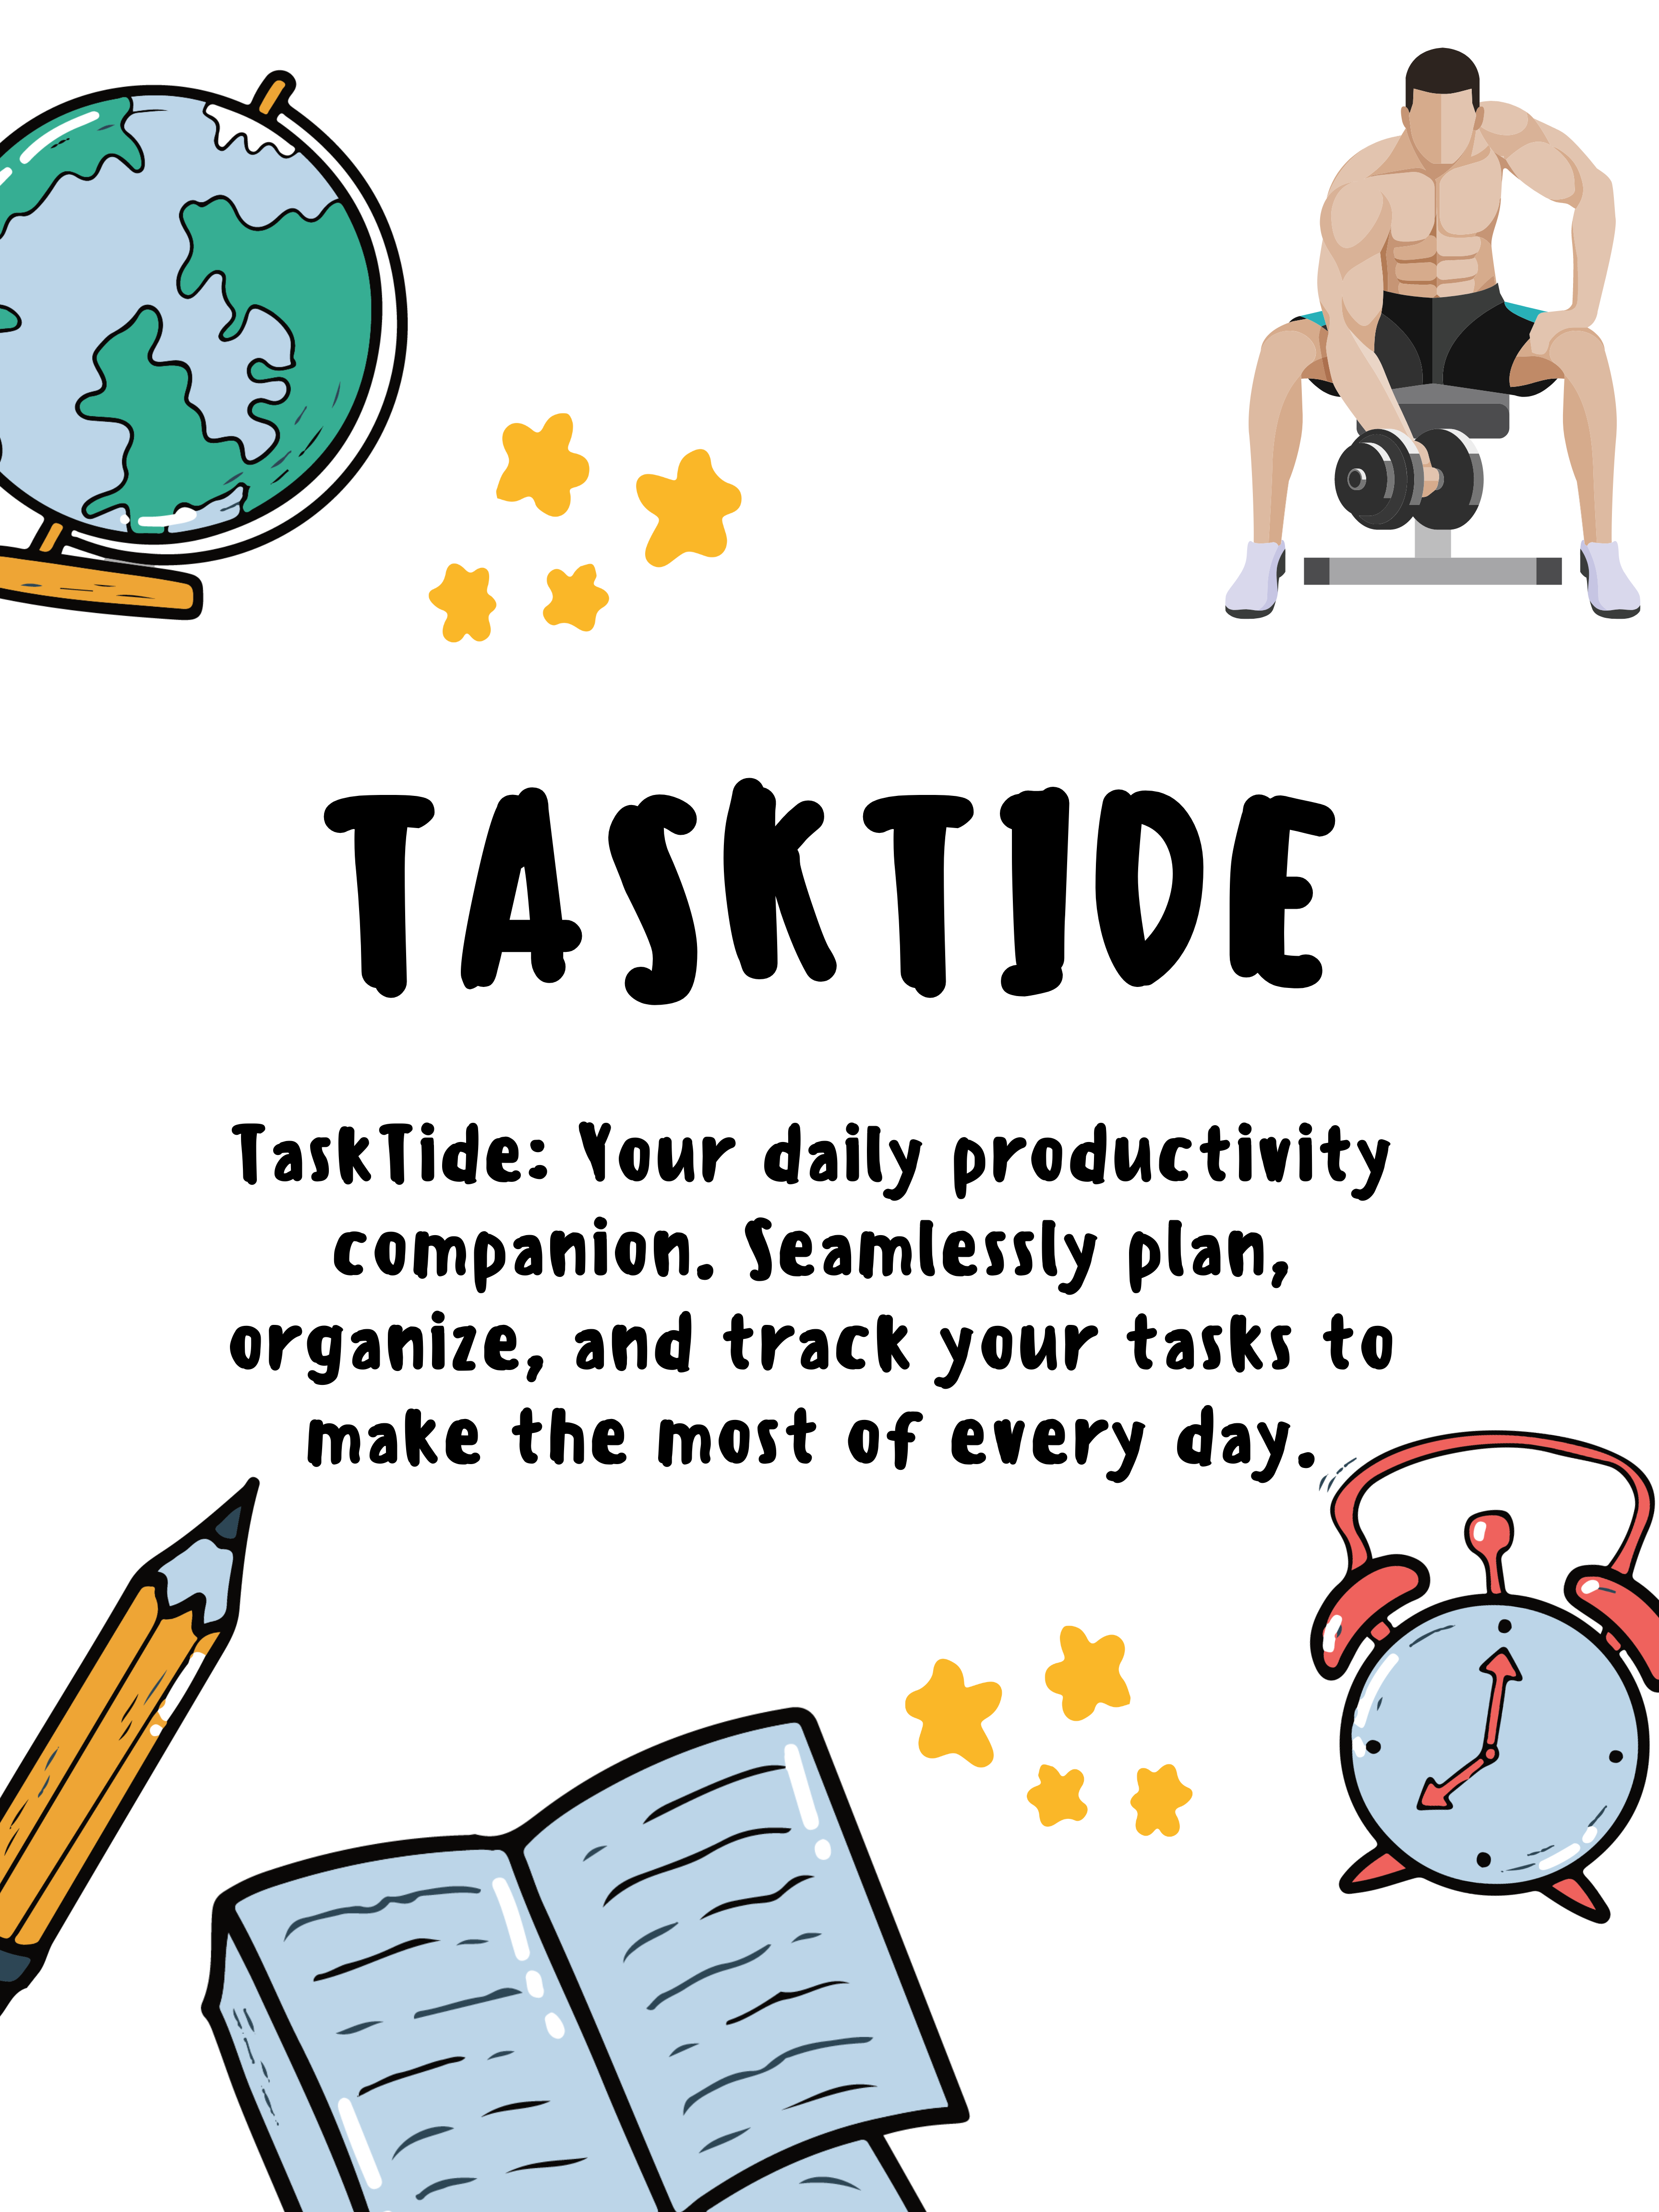 TASKTIDE
TaskTide: Your daily productivity
companion. Seamlessly plan,
organize, and track your tasks to
make the most of every day.